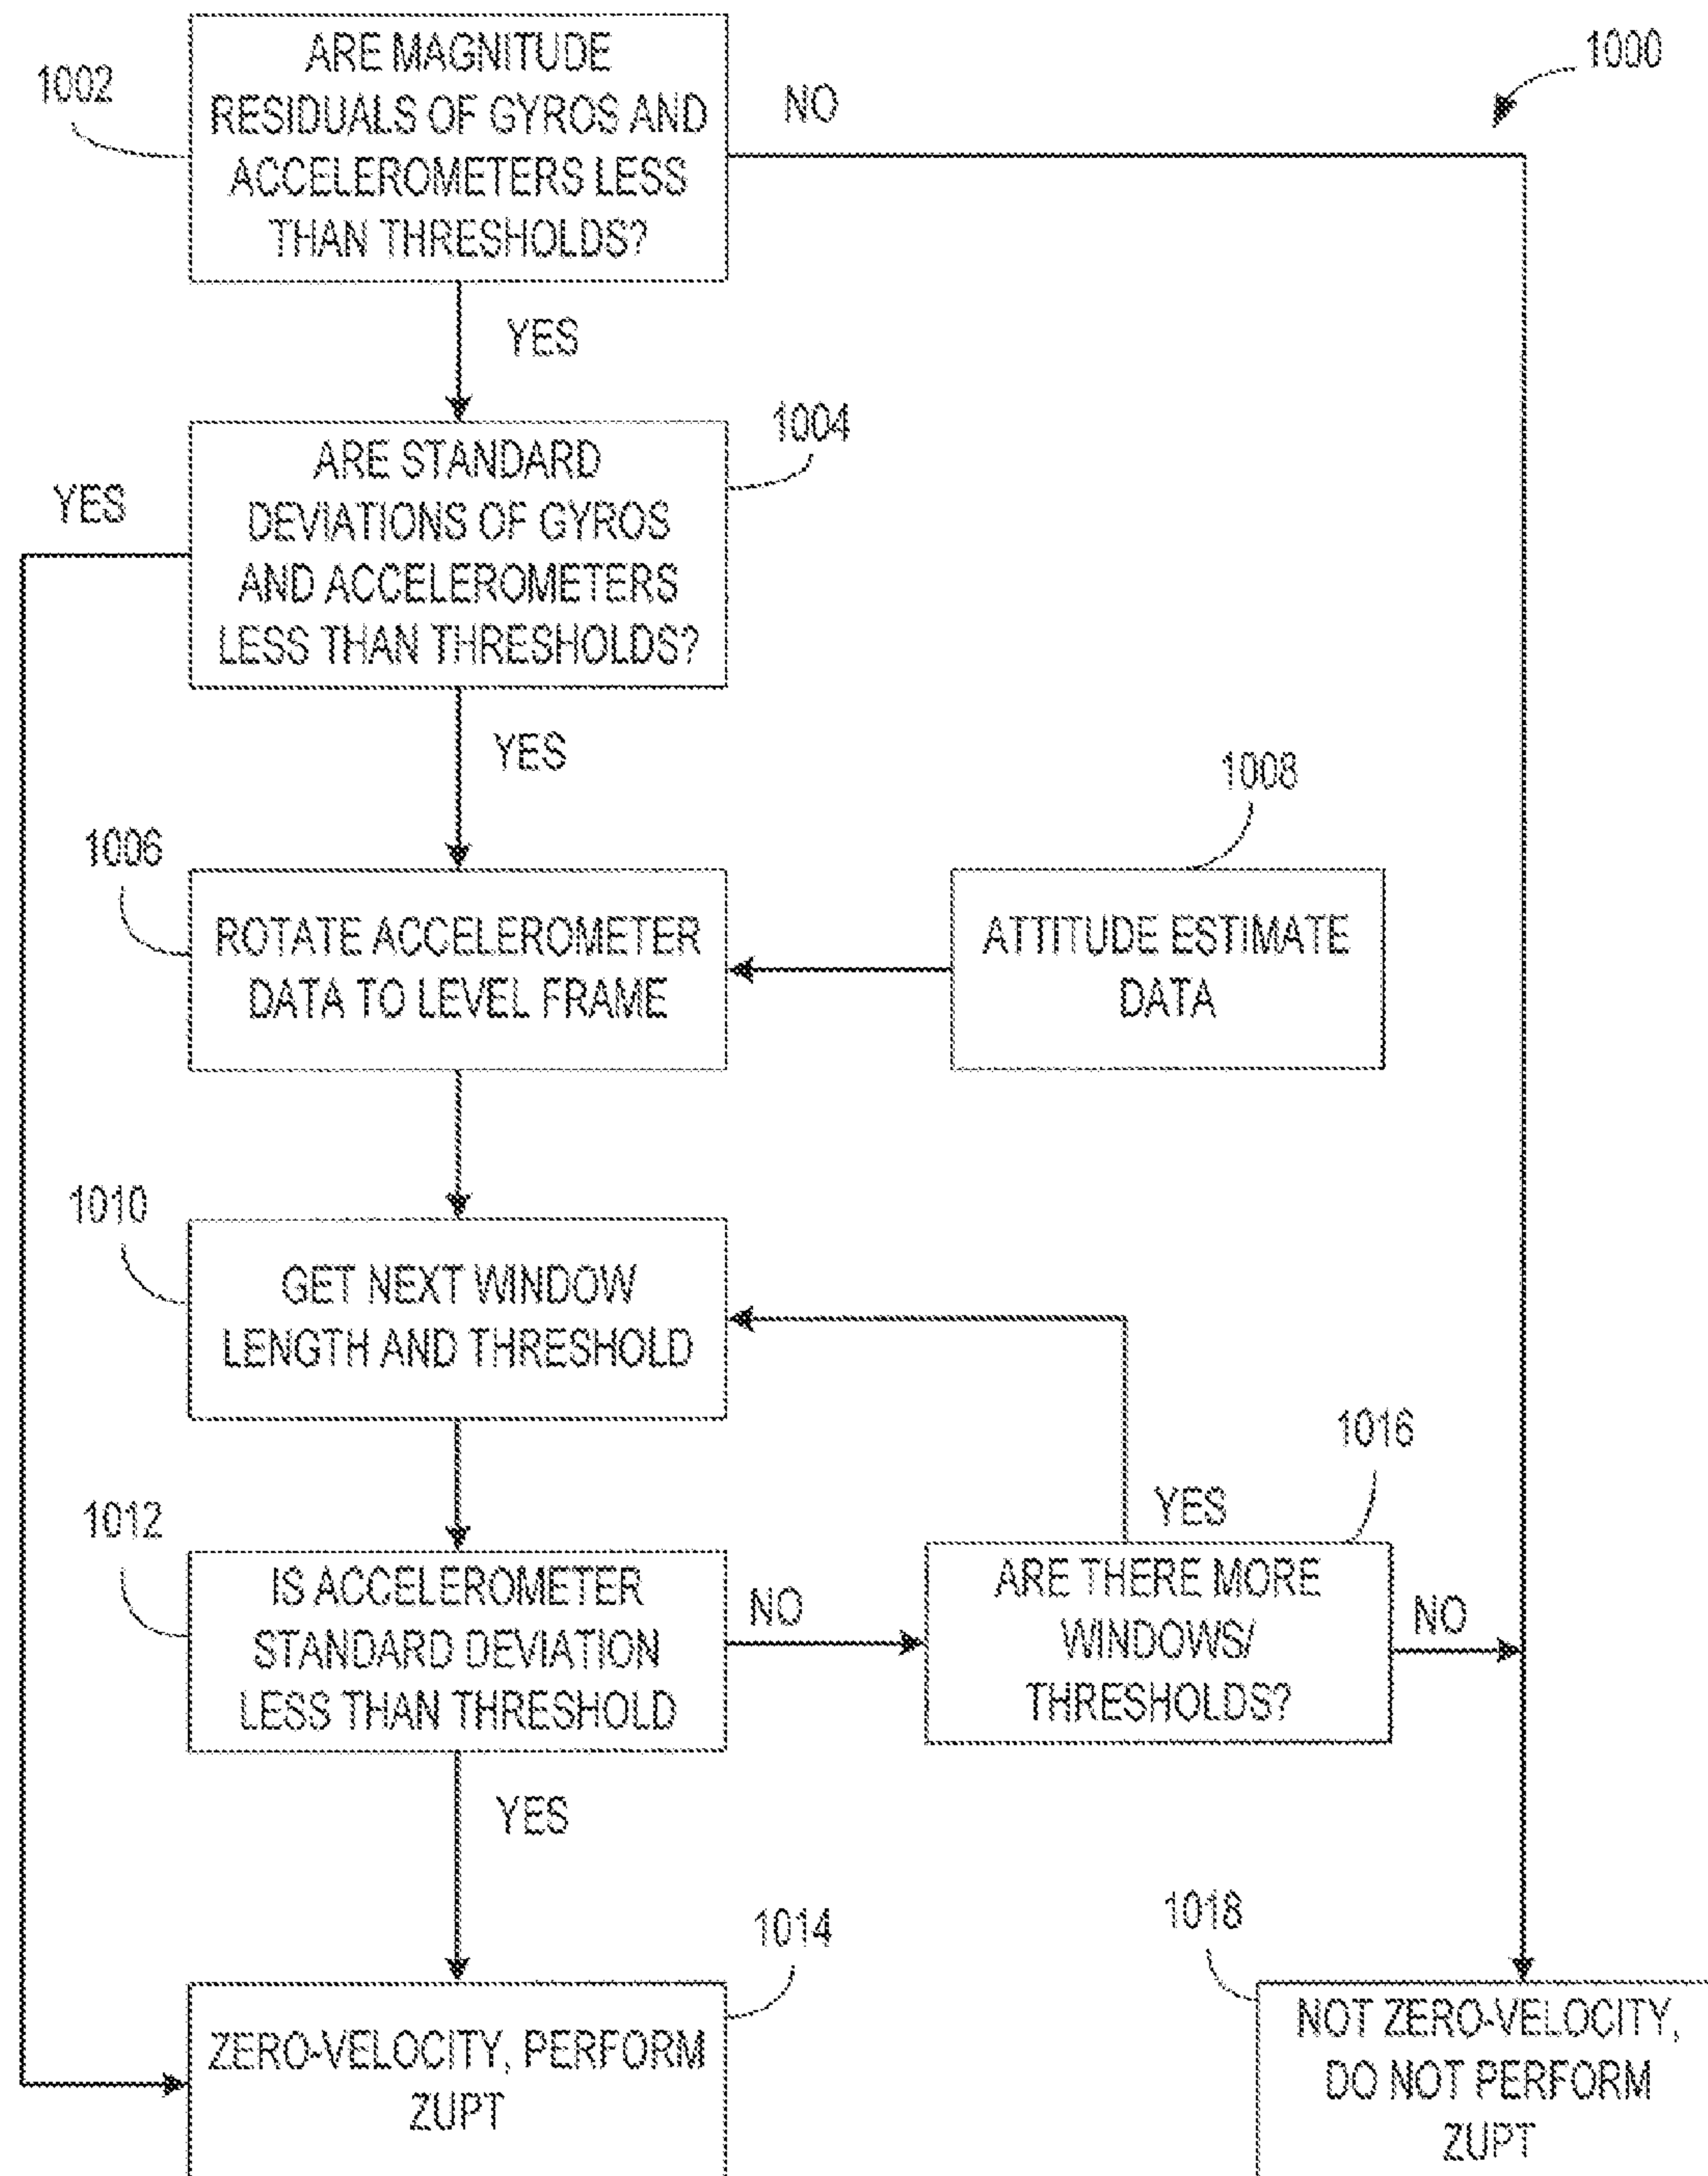 1000
1002
ARE MAGNITUDE
RESIDUALS OF GYROS AND
ACCELEROMETERS LESS
THAN THRESHOLDS?
NO
YES
1004
ARE STANDARD
DEVIATIONS OF GYROS
AND ACCELEROMETERS
LESS THAN THRESHOLDS?
YES
YES
1006
ROTATE ACCELEROMETER
DATA TO LEVEL FRAME
1008
ATTITUDE ESTIMATE
DATA
1010
GET NEXT WINDOW
LENGTH AND THRESHOLD
1012
IS ACCELEROMETER
STANDARD DEVIATION
LESS THAN THRESHOLD
NO
1016
YES
ARE THERE MORE
WINDOWS/
THRESHOLDS?
NO
YES
1014
ZERO-VELOCITY, PERFORM
ZUPT
1018
NOT ZERO-VELOCITY,
DO NOT PERFORM
ZUPT